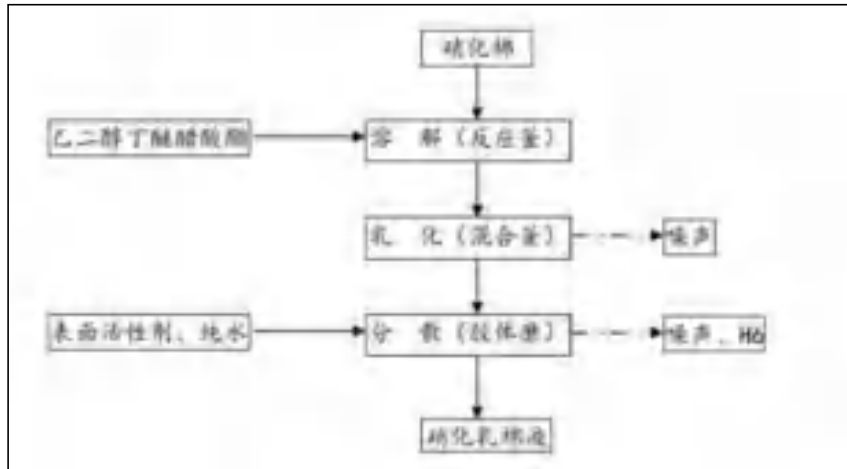 硝化棉
乙二醇丁醚醋酸酯
溶 解（反应釜）
乳 化（混合釜）
噪声
表面活性剂、纯水
分 散（胶体磨）
噪声、H6
硝化乳棉液